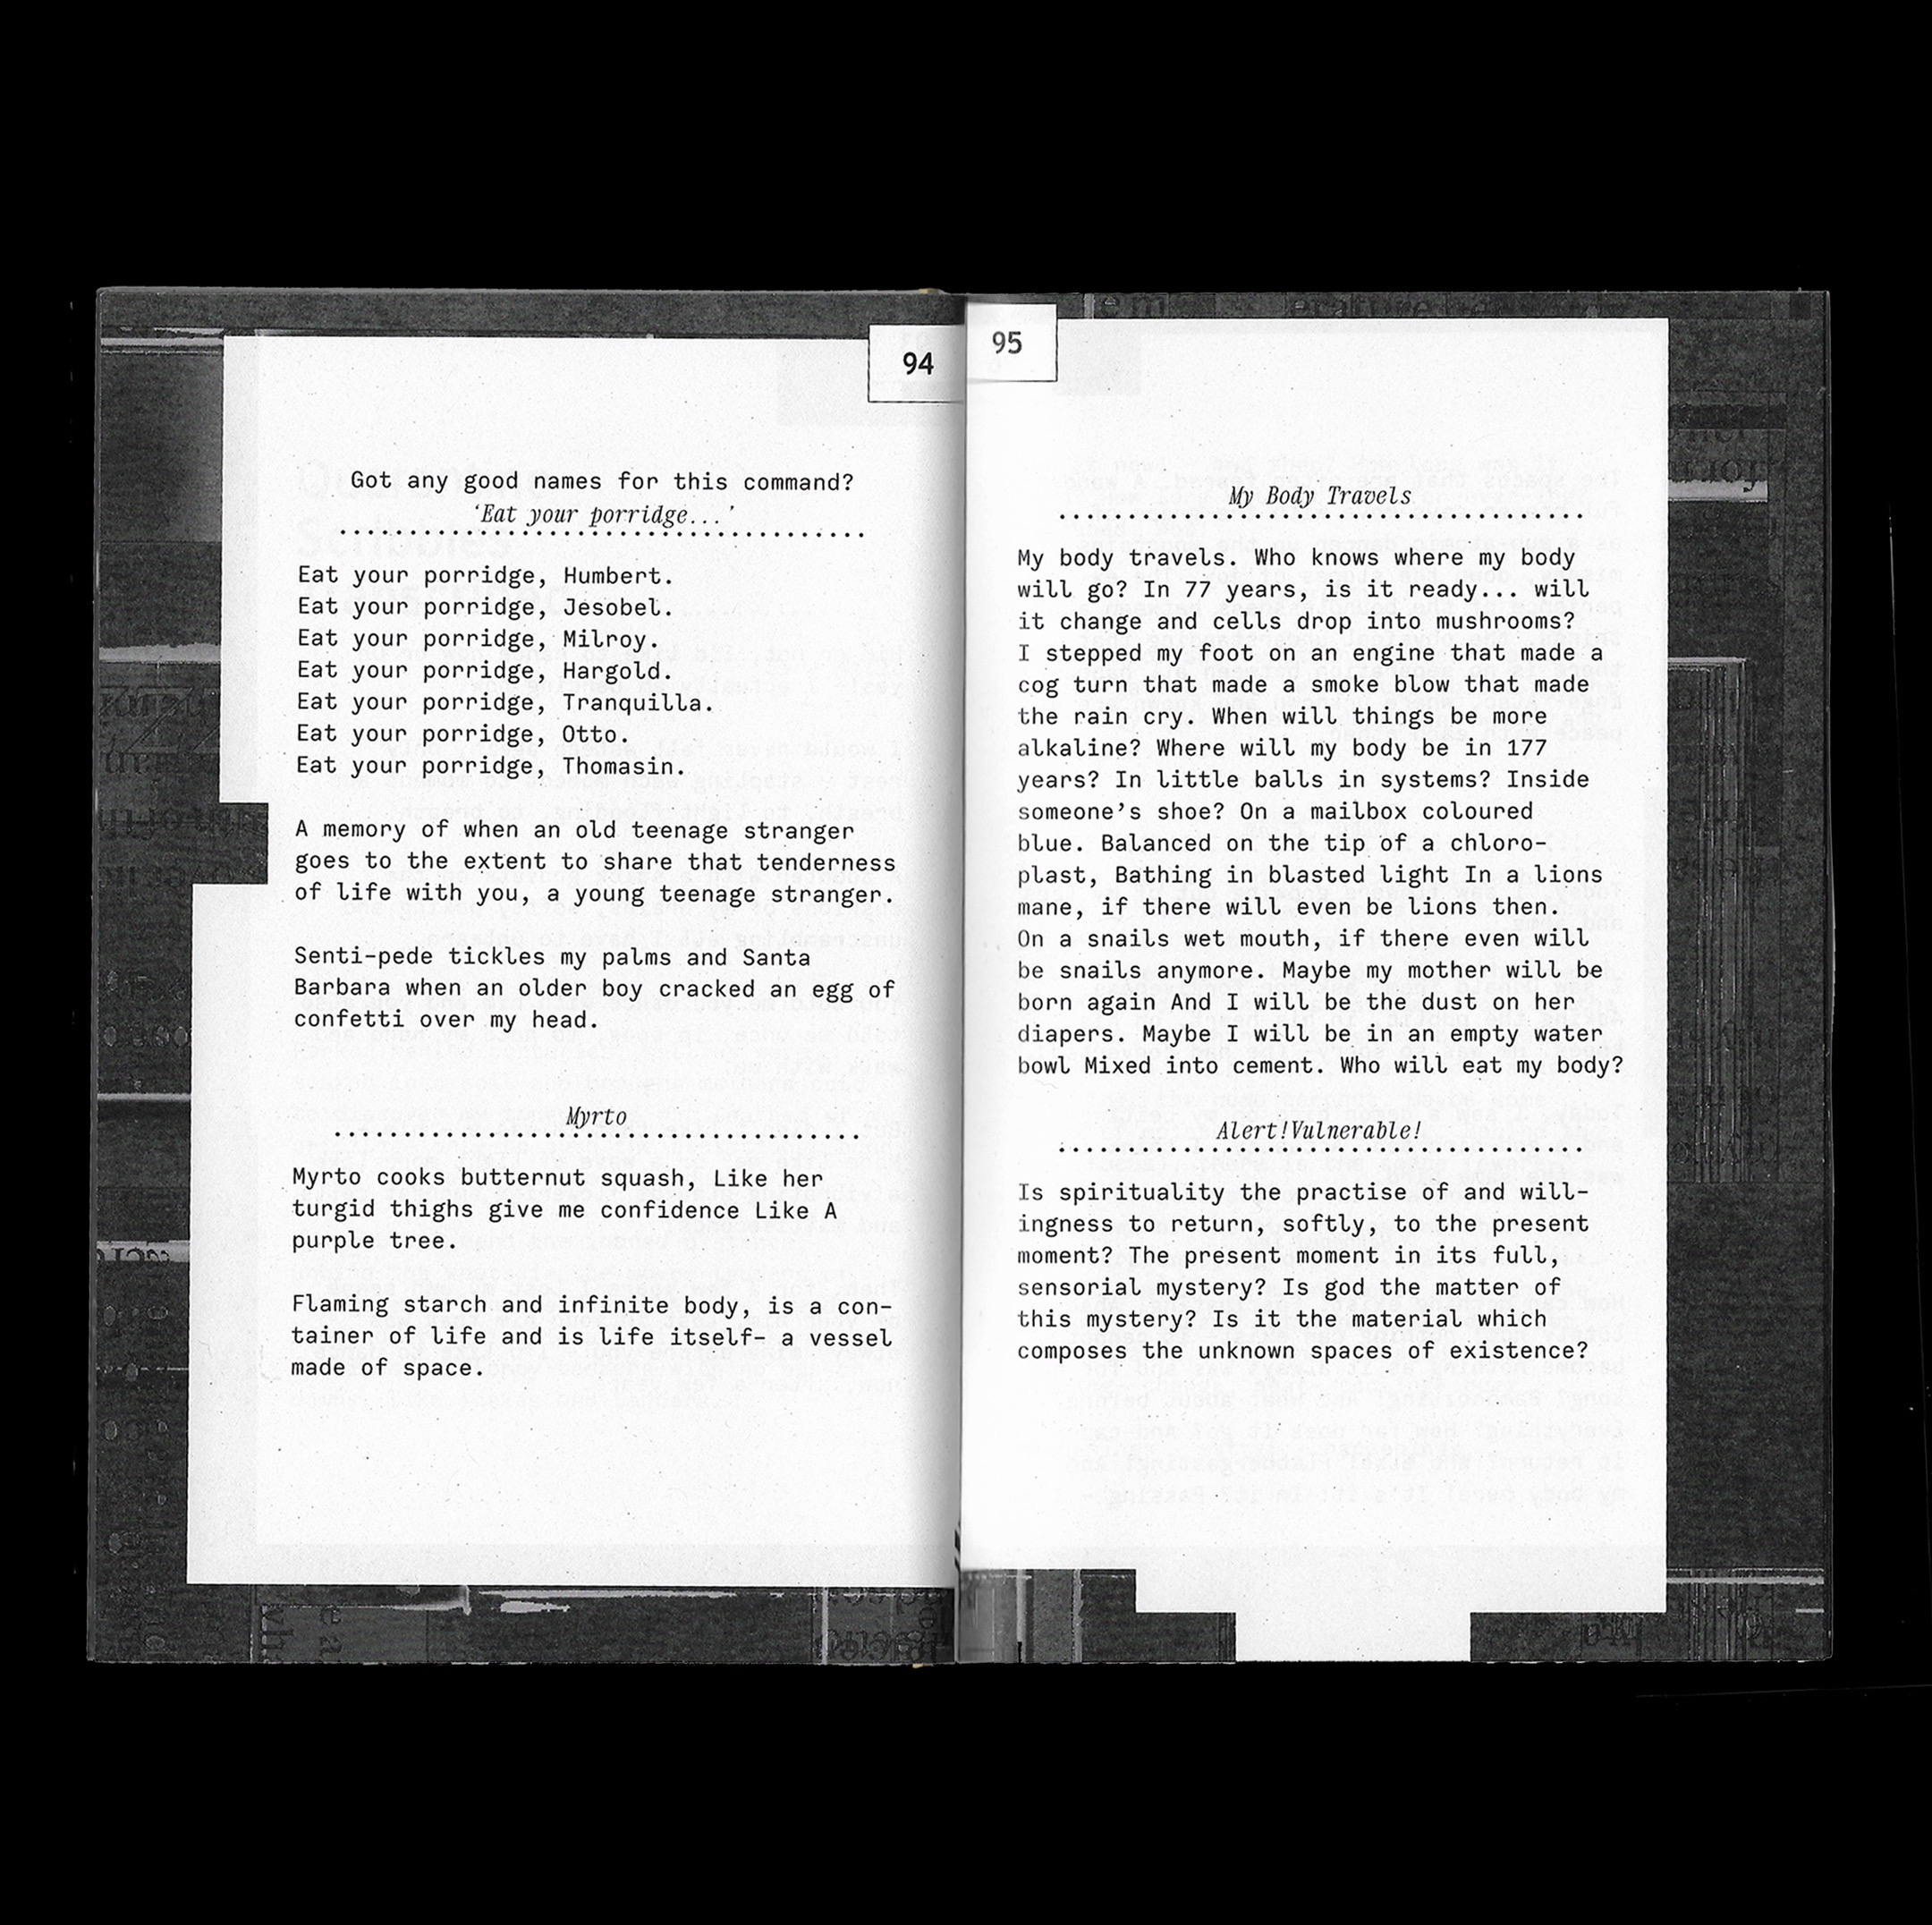 94
Got any good names for this command?
‘Eat your porridge...’
Eat your porridge, Humbert.
Eat your porridge, Jesobel.
Eat your porridge, Milroy.
Eat your porridge, Hargold.
Eat your porridge, Tranquilla.
Eat your porridge, Otto.
Eat your porridge, Thomasin.
A memory of when an old teenage stranger
goes to the extent to share that tenderness
of life with you, a young teenage stranger.
Senti-pede tickles my palms and Santa
Barbara when an older boy cracked an egg of
confetti over my head.
Myrto
Myrto cooks butternut squash, Like her
turgid thighs give me confidence Like A
purple tree.
Flaming starch and infinite body, is a con-
tainer of life and is life itself- a vessel
made of space.
95
My Body Travels
My body travels. Who knows where my body
will go? In 77 years, is it ready... will
it change and cells drop into mushrooms?
I stepped my foot on an engine that made a
cog turn that made a smoke blow that made
the rain cry. When will things be more
alkaline? Where will my body be in 177
years? In little balls in systems? Inside
someone’s shoe? On a mailbox coloured
blue. Balanced on the tip of a chloro-
plast, Bathing in blasted light In a lions
mane, if there will even be lions then.
On a snails wet mouth, if there even will
be snails anymore. Maybe my mother will be
born again And I will be the dust on her
diapers. Maybe I will be in an empty water
bowl Mixed into cement. Who will eat my body?
Alert!Vulnerable!
Is spirituality the practise of and will-
ingness to return, softly, to the present
moment? The present moment in its full,
sensorial mystery? Is god the matter of
this mystery? Is it the material which
composes the unknown spaces of existence?